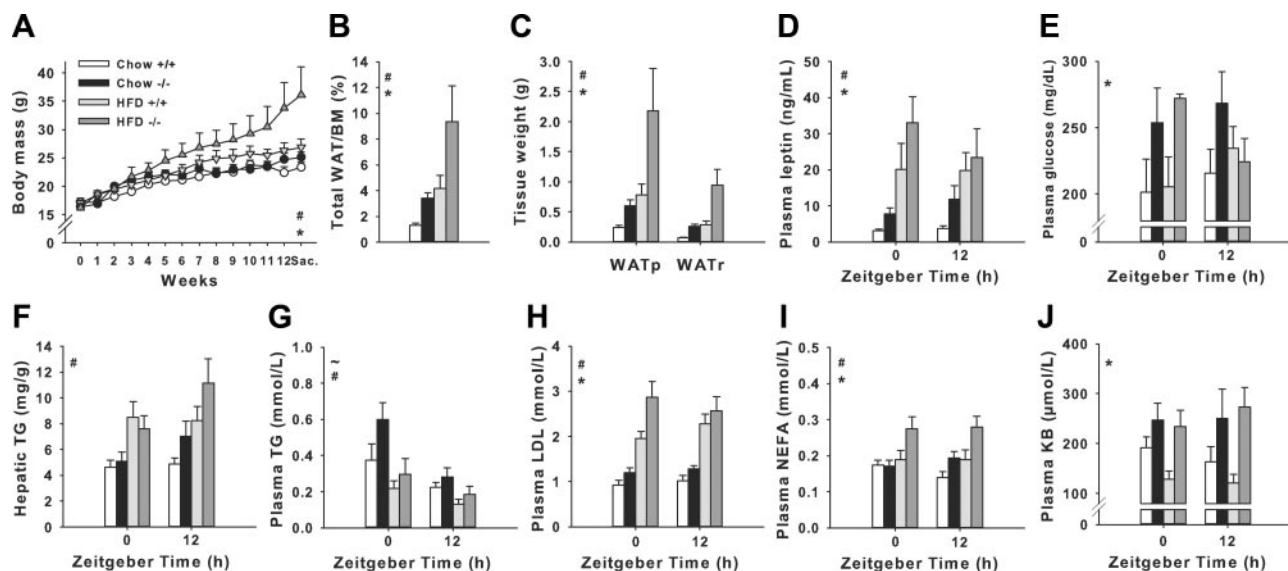 A
Body mass (g)
40
35
30
25
20
15
0
Chow +/+
Chow -/-
HFD +/+
HFD -/-
#
*
0 1 2 3 4 5 6 7 8 9 10 11 12Sac.
Weeks
B
Total WAT/BM (%)
14
12
10
8
6
4
2
0
#
*
C
Tissue weight (g)
3.0
2.5
2.0
1.5
1.0
0.5
0.0
#
*
WATp WATr
D
Plasma leptin (ng/mL)
50
40
30
20
10
0
#
*
0 12
Zeitgeber Time (h)
E
Plasma glucose (mg/dL)
300
250
200
0
*
0 12
Zeitgeber Time (h)
F
Hepatic TG (mg/g)
14
12
10
8
6
4
2
0
#
0 12
Zeitgeber Time (h)
G
Plasma TG (mmol/L)
1.0
0.8
0.6
0.4
0.2
0.0
~
#
0 12
Zeitgeber Time (h)
H
Plasma LDL (mmol/L)
4
3
2
1
0
#
*
0 12
Zeitgeber Time (h)
I
Plasma NEFA (mmol/L)
0.5
0.4
0.3
0.2
0.1
0.0
#
*
0 12
Zeitgeber Time (h)
J
Plasma KB (µmol/L)
400
300
200
100
0
*
0 12
Zeitgeber Time (h)